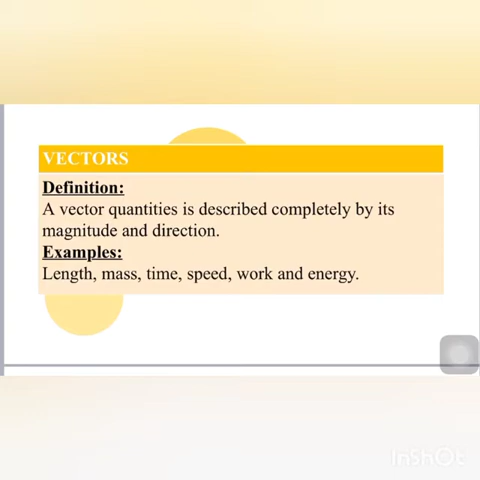 VECTORS
Definition:
A vector quantities is described completely by its
magnitude and direction.
Examples:
Length, mass, time, speed, work and energy.
InShOt